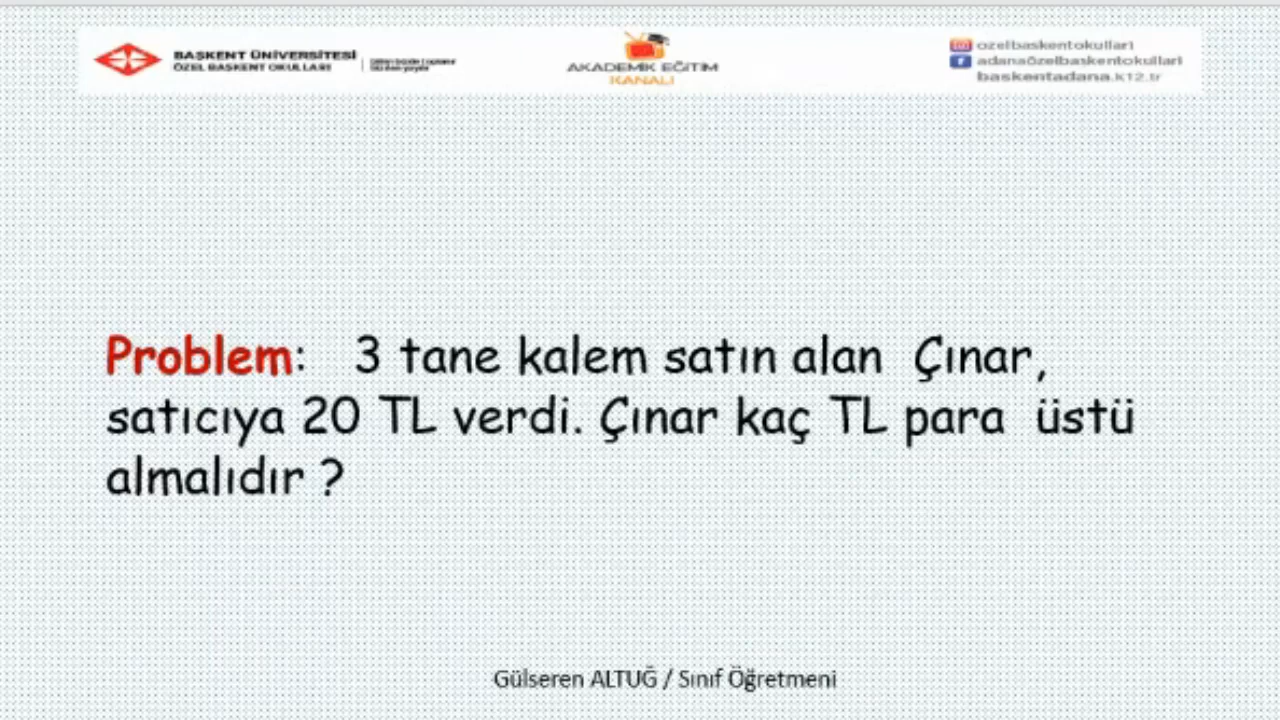 BAŞKENT ÜNİVERSİTESİ
ÖZEL BAŞKENT OKULLARI
AKADEMİK EĞİTİM
KANALI
ozelbaskentokullari
adanaözelbaskentokullari
baskentadana.k12.tr
Problem: 3 tane kalem satın alan Çınar,
satıcıya 20 TL verdi. Çınar kaç TL para üstü
almalıdır ?
Gülseren ALTUĞ / Sınıf Öğretmeni